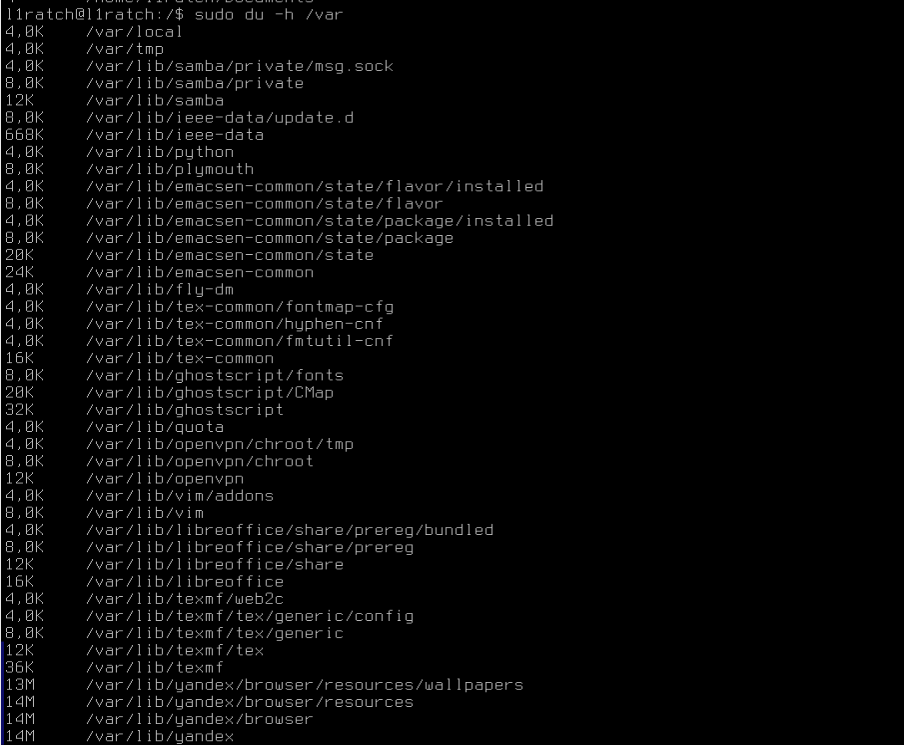 l1ratch@l1ratch:/$ sudo du -h /var
4,0K /var/local
4,0K /var/tmp
4,0K /var/lib/samba/private/msg.sock
8,0K /var/lib/samba/private
12K /var/lib/samba
8,0K /var/lib/ieee-data/update.d
668K /var/lib/ieee-data
4,0K /var/lib/python
8,0K /var/lib/plymouth
4,0K /var/lib/emacsen-common/state/flavor/installed
8,0K /var/lib/emacsen-common/state/flavor
4,0K /var/lib/emacsen-common/state/package/installed
8,0K /var/lib/emacsen-common/state/package
20K /var/lib/emacsen-common/state
24K /var/lib/emacsen-common
4,0K /var/lib/fly-dm
4,0K /var/lib/tex-common/fontmap-cfg
4,0K /var/lib/tex-common/hyphen-cnf
4,0K /var/lib/tex-common/fmtutil-cnf
16K /var/lib/tex-common
8,0K /var/lib/ghostscript/fonts
20K /var/lib/ghostscript/CMap
32K /var/lib/ghostscript
4,0K /var/lib/quota
4,0K /var/lib/openvpn/chroot/tmp
8,0K /var/lib/openvpn/chroot
12K /var/lib/openvpn
4,0K /var/lib/vim/addons
8,0K /var/lib/vim
4,0K /var/lib/libreoffice/share/prereg/bundled
8,0K /var/lib/libreoffice/share/prereg
12K /var/lib/libreoffice/share
16K /var/lib/libreoffice
4,0K /var/lib/texmf/web2c
4,0K /var/lib/texmf/tex/generic/config
8,0K /var/lib/texmf/tex/generic
12K /var/lib/texmf/tex
36K /var/lib/texmf
13M /var/lib/yandex/browser/resources/wallpapers
14M /var/lib/yandex/browser/resources
14M /var/lib/yandex/browser
14M /var/lib/yandex